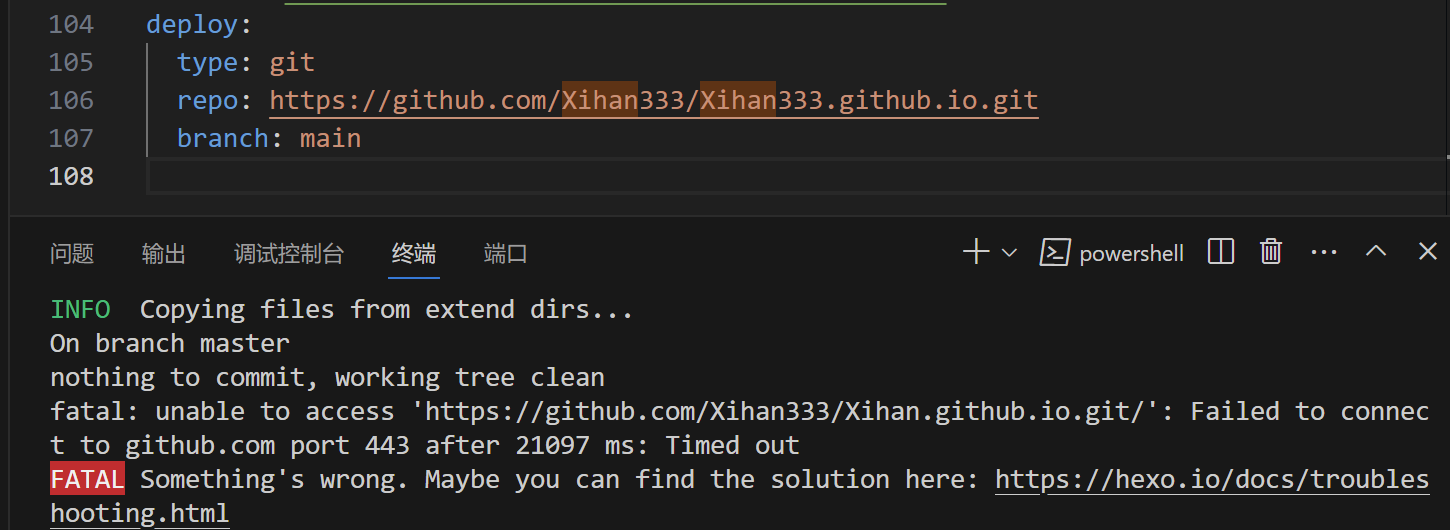 104 deploy:
105 type: git
106 repo: https://github.com/Xihan333/Xihan333.github.io.git
107 branch: main
108
问题 输出 调试控制台 终端 端口 powershell
INFO Copying files from extend dirs...
On branch master
nothing to commit, working tree clean
fatal: unable to access 'https://github.com/Xihan333/Xihan.github.io.git/': Failed to connec
t to github.com port 443 after 21097 ms: Timed out
FATAL Something's wrong. Maybe you can find the solution here: https://hexo.io/docs/troubles
hooting.html